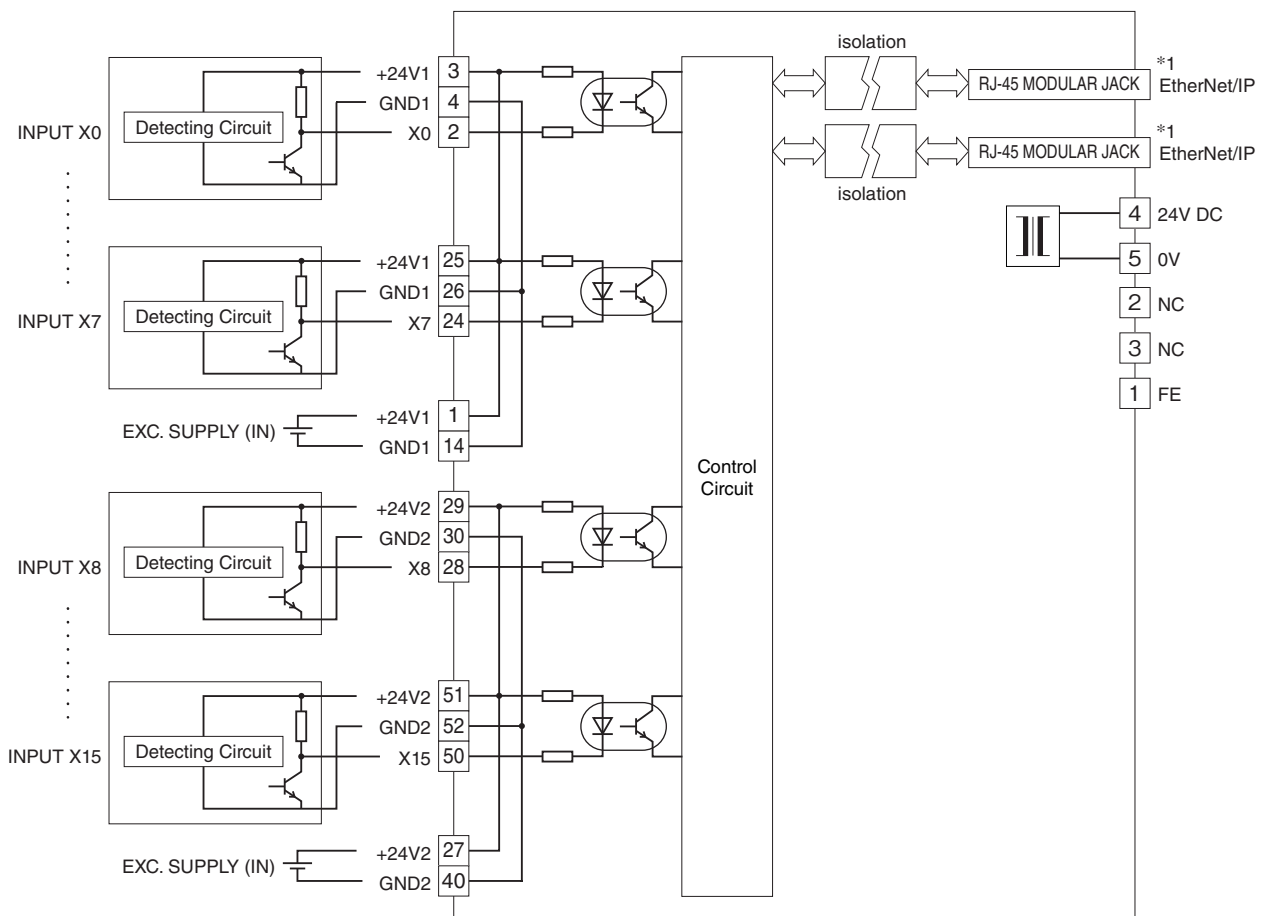 INPUT X0
Detecting Circuit
+24V1 3
GND1 4
X0 2
INPUT X7
Detecting Circuit
+24V1 25
GND1 26
X7 24
EXC. SUPPLY (IN)
+24V1 1
GND1 14
INPUT X8
Detecting Circuit
+24V2 29
GND2 30
X8 28
INPUT X15
Detecting Circuit
+24V2 51
GND2 52
X15 50
EXC. SUPPLY (IN)
+24V2 27
GND2 40
Control
Circuit
isolation
RJ-45 MODULAR JACK
*1
EtherNet/IP
RJ-45 MODULAR JACK
*1
EtherNet/IP
isolation
4 24V DC
5 0V
2 NC
3 NC
1 FE